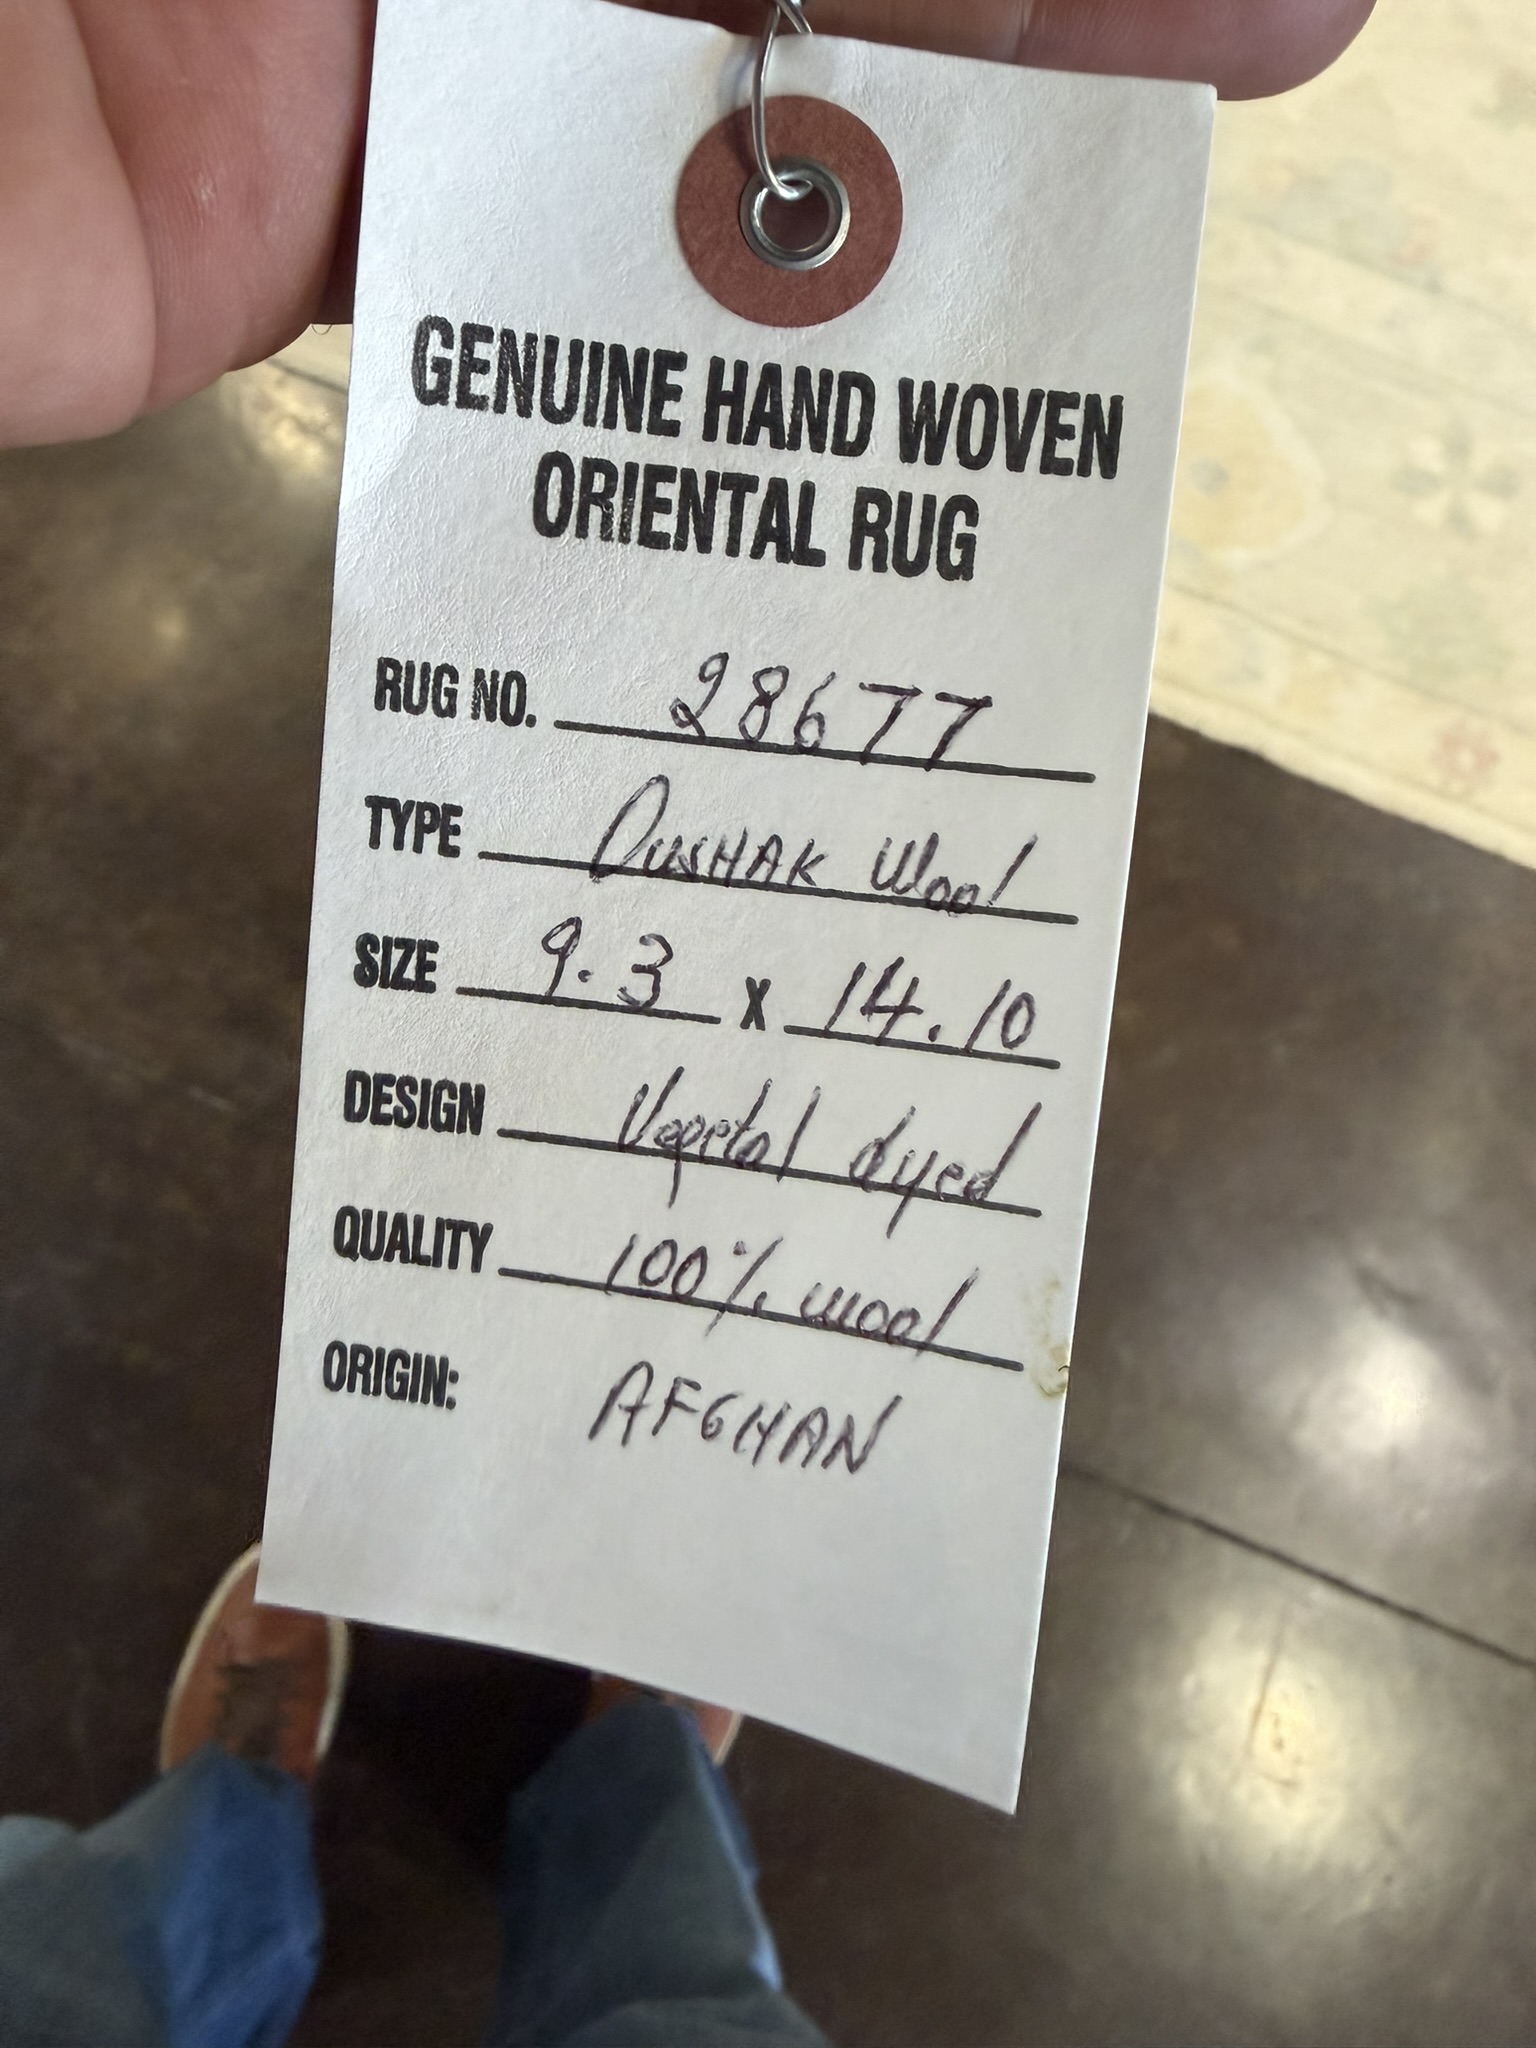 GENUINE HAND WOVEN
ORIENTAL RUG
RUG NO. 28677
TYPE Oushak Wool
SIZE 9.3 X 14.10
DESIGN Vegetal dyed
QUALITY 100% wool
ORIGIN: AFGHAN